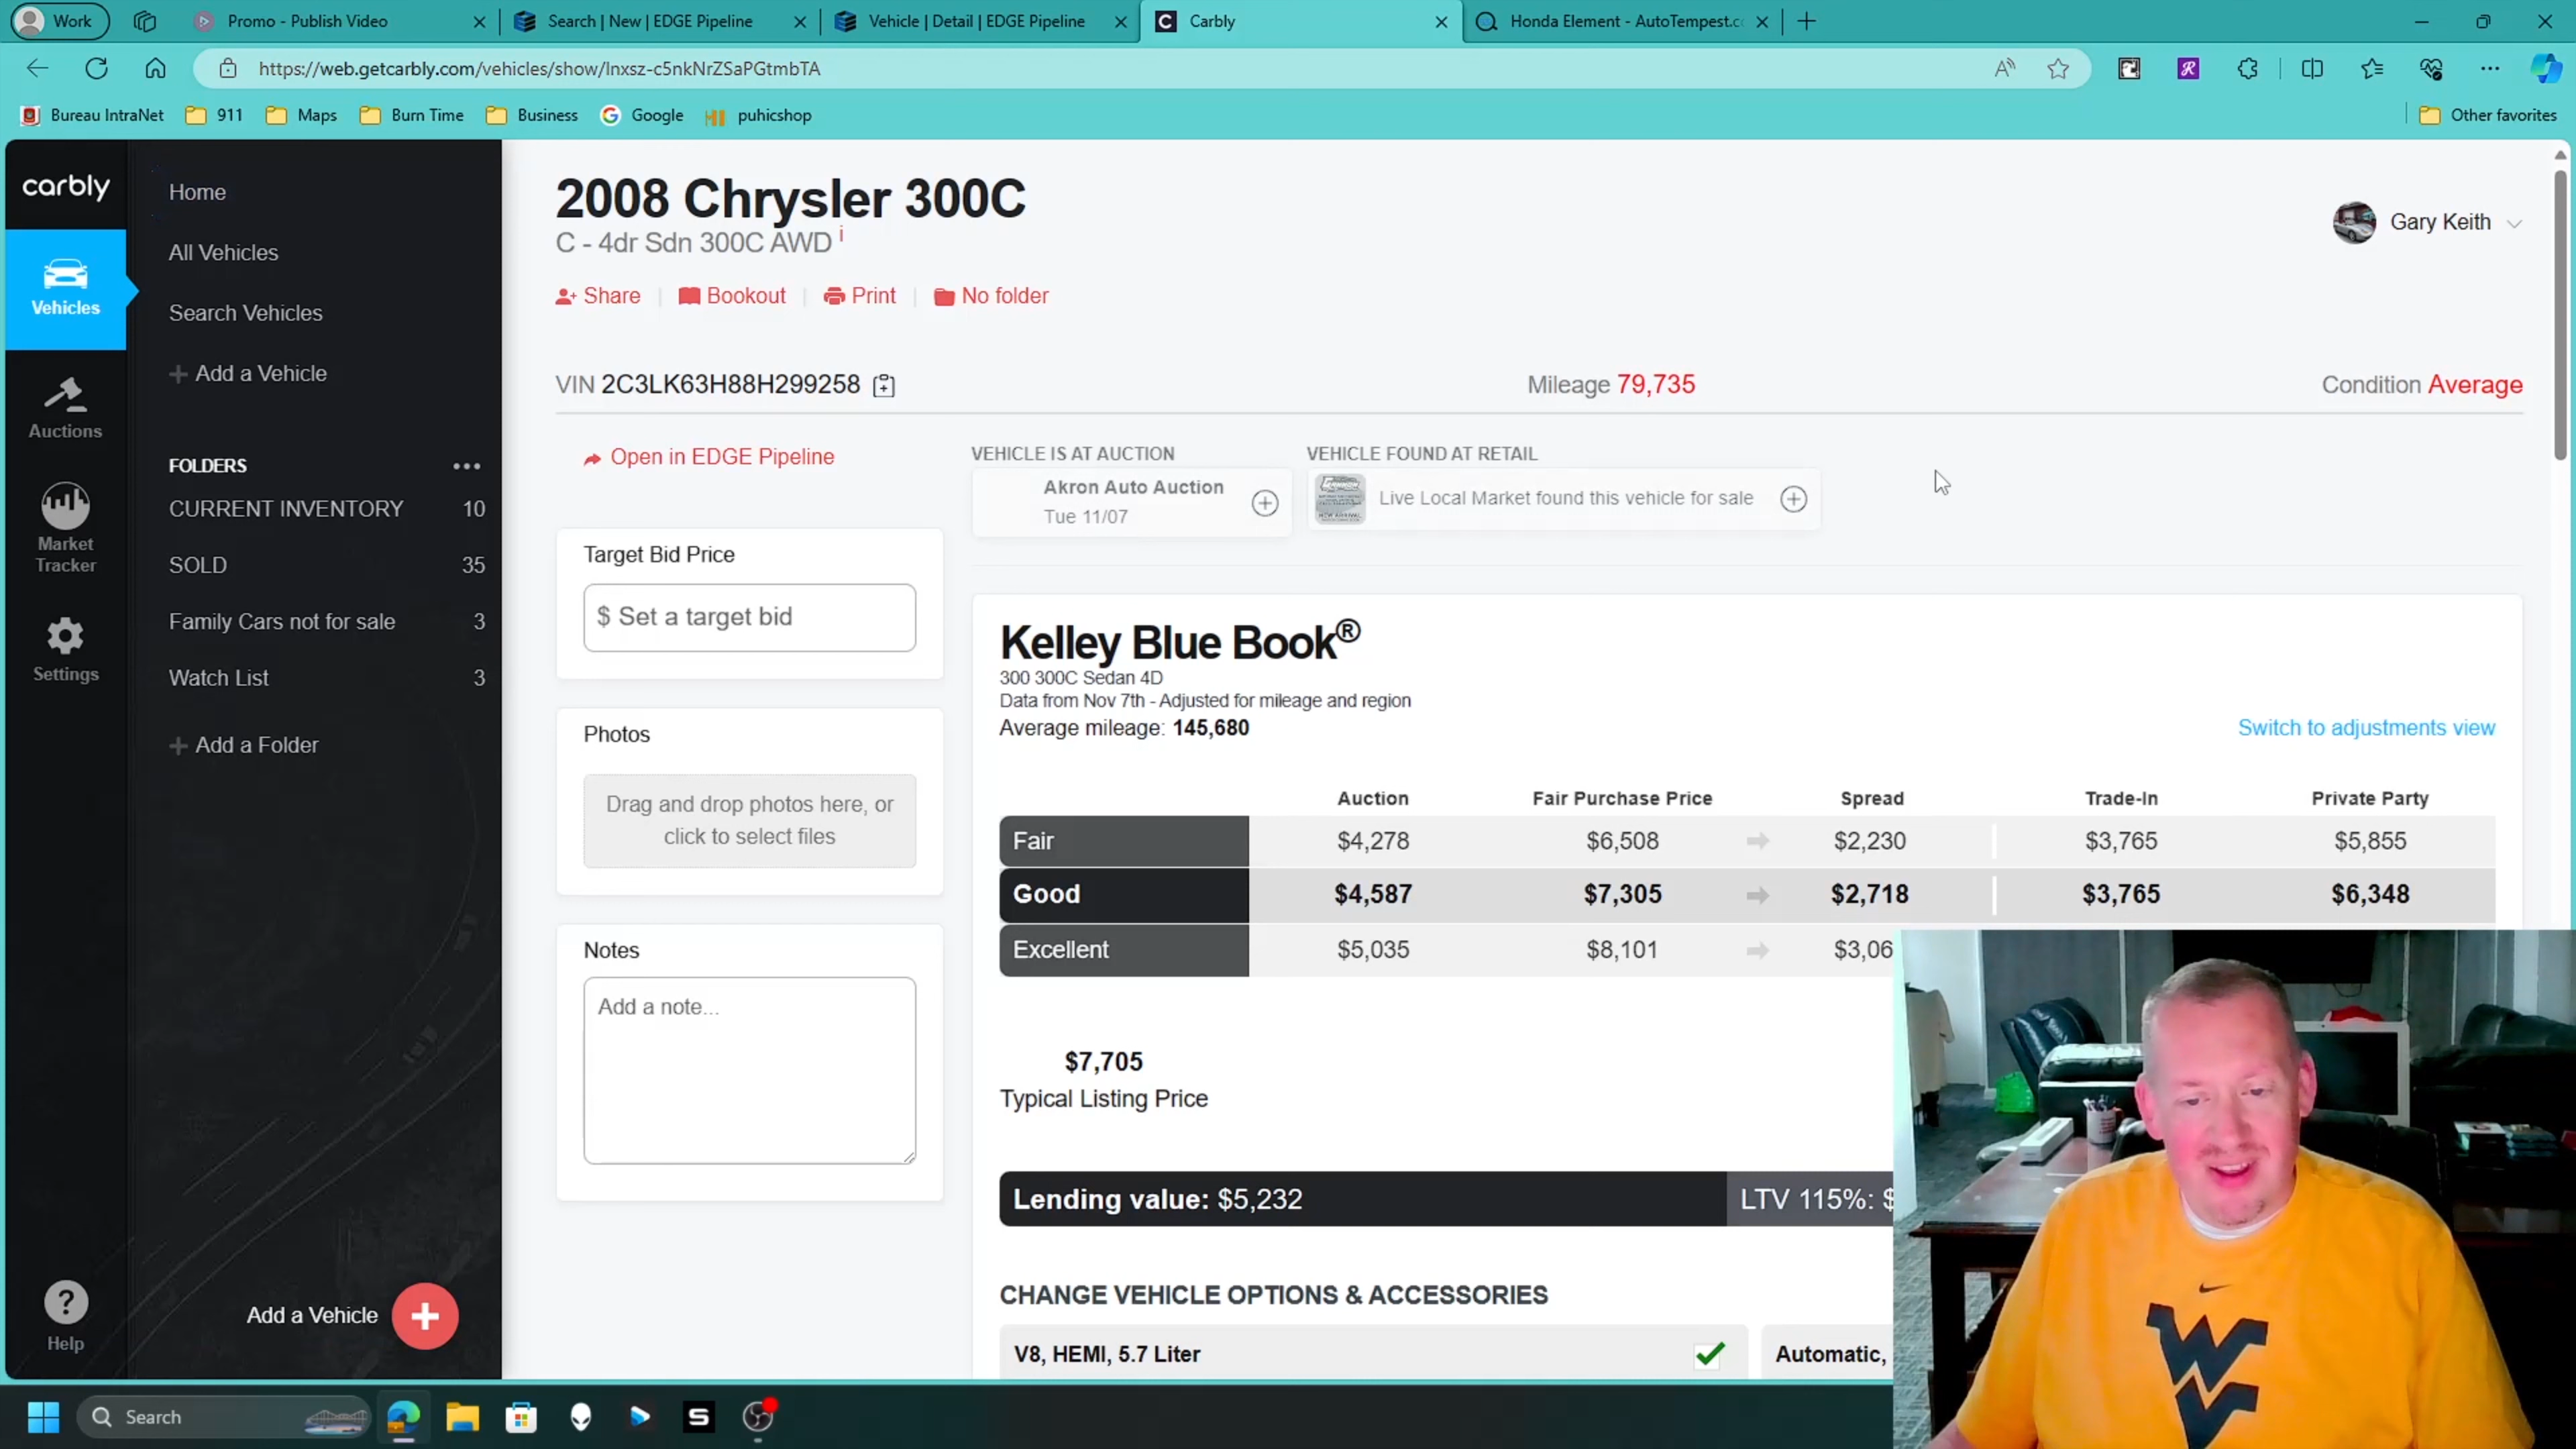 Work
Promo - Publish Video
Search | New | EDGE Pipeline
Vehicle | Detail | EDGE Pipeline
Carbly
Honda Element - AutoTempest.c
https://web.getcarbly.com/vehicles/show/lnxsz-c5nkNrZSaPGtmbTA
Bureau IntraNet
911
Maps
Burn Time
Business
Google
puhicshop
Other favorites
carbly
Vehicles
Auctions
Market
Tracker
Settings
Help
Home
All Vehicles
Search Vehicles
+ Add a Vehicle
FOLDERS
CURRENT INVENTORY 10
SOLD 35
Family Cars not for sale 3
Watch List 3
+ Add a Folder
Add a Vehicle
2008 Chrysler 300C
C - 4dr Sdn 300C AWD i
Gary Keith
Share | Bookout | Print | No folder
VIN 2C3LK63H88H299258
Mileage 79,735
Condition Average
Open in EDGE Pipeline
VEHICLE IS AT AUCTION
Akron Auto Auction
Tue 11/07
VEHICLE FOUND AT RETAIL
Live Local Market found this vehicle for sale
Target Bid Price
$ Set a target bid
Photos
Drag and drop photos here, or
click to select files
Notes
Add a note...
Kelley Blue Book®
300 300C Sedan 4D
Data from Nov 7th - Adjusted for mileage and region
Average mileage: 145,680
Switch to adjustments view
Auction Fair Purchase Price Spread Trade-In Private Party
Fair $4,278 $6,508 $2,230 $3,765 $5,855
Good $4,587 $7,305 $2,718 $3,765 $6,348
Excellent $5,035 $8,101 $3,06
$7,705
Typical Listing Price
Lending value: $5,232
LTV 115%: $
CHANGE VEHICLE OPTIONS & ACCESSORIES
V8, HEMI, 5.7 Liter
Automatic,
Search